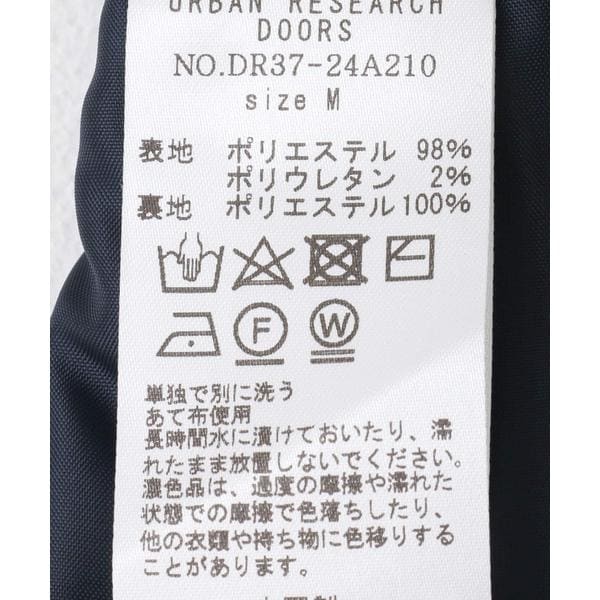 URBAN RESEARCH
DOORS
NO.DR37-24A210
size M
表地 ポリエステル 98%
ポリウレタン 2%
裏地 ポリエステル 100%
F
W
単独で別に洗う
あて布使用
長時間水に漬けておいたり、濡
れたまま放置しないでください。
濃色品は、過度の摩擦や濡れた
状態での摩擦で色落ちしたり、
他の衣類や持ち物に色移りする
ことがあります。